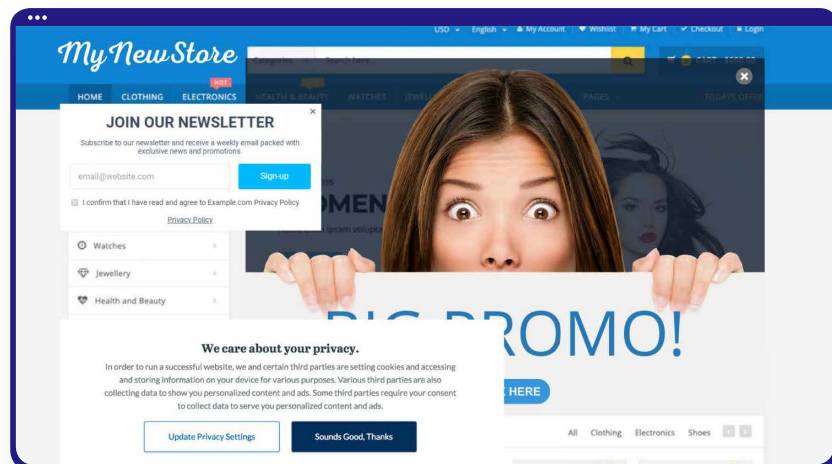 USD English My Account Wishlist My Cart Checkout Login
MyNewStore
Categories Search here...
CART - $600.00
HOT
HOME CLOTHING ELECTRONICS HEALTH & BEAUTY WATCHES PAGES TODAYS OFFER
JOIN OUR NEWSLETTER
Subscribe to our newsletter and receive a weekly email packed with
exclusive news and promotions.
email@website.com Sign-up
I confirm that I have read and agree to Example.com Privacy Policy
Privacy Policy
Watches
Jewellery
Health and Beauty
PROMO!
HERE
We care about your privacy.
In order to run a successful website, we and certain third parties are setting cookies and accessing
and storing information on your device for various purposes. Various third parties are also
collecting data to show you personalized content and ads. Some third parties require your consent
to collect data to serve you personalized content and ads.
Update Privacy Settings Sounds Good, Thanks
All Clothing Electronics Shoes